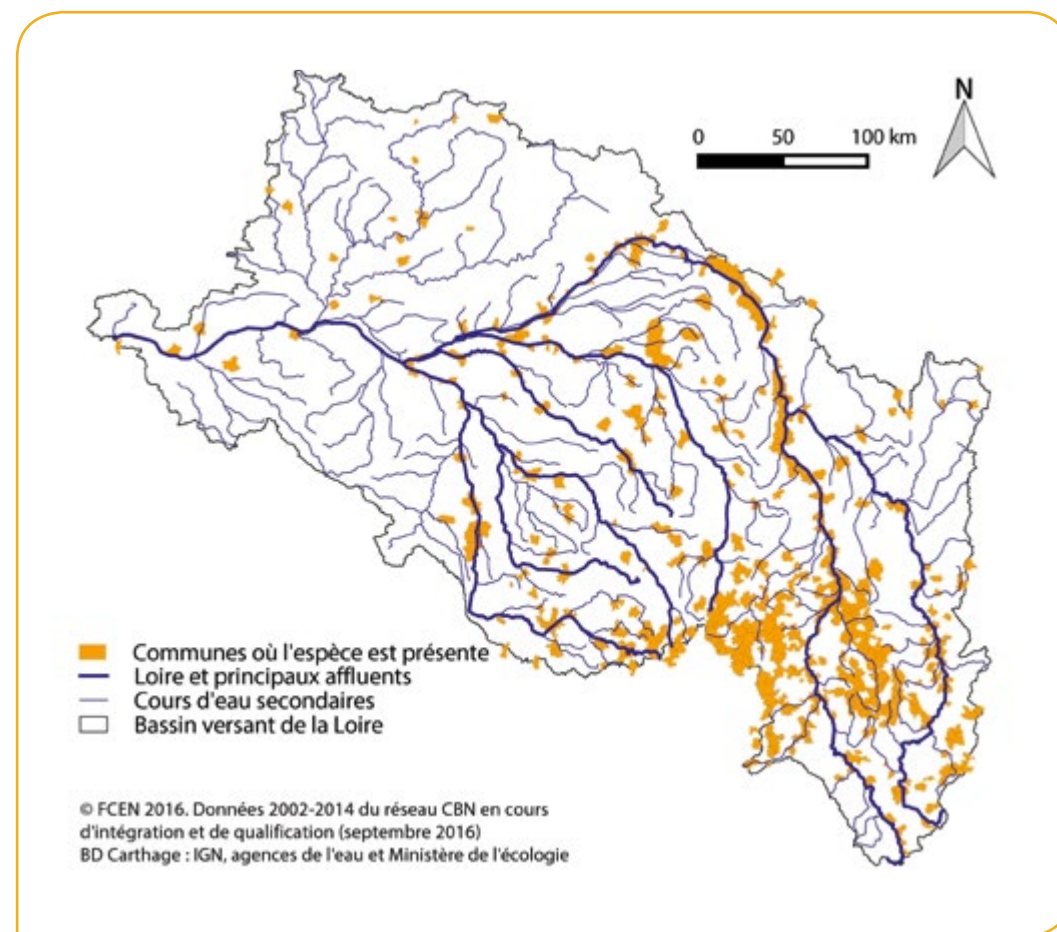 N
0 50 100 km
Communes où l'espèce est présente
Loire et principaux affluents
Cours d'eau secondaires
Bassin versant de la Loire
© FCEN 2016. Données 2002-2014 du réseau CBN en cours
d'intégration et de qualification (septembre 2016)
BD Carthage : IGN, agences de l'eau et Ministère de l'écologie